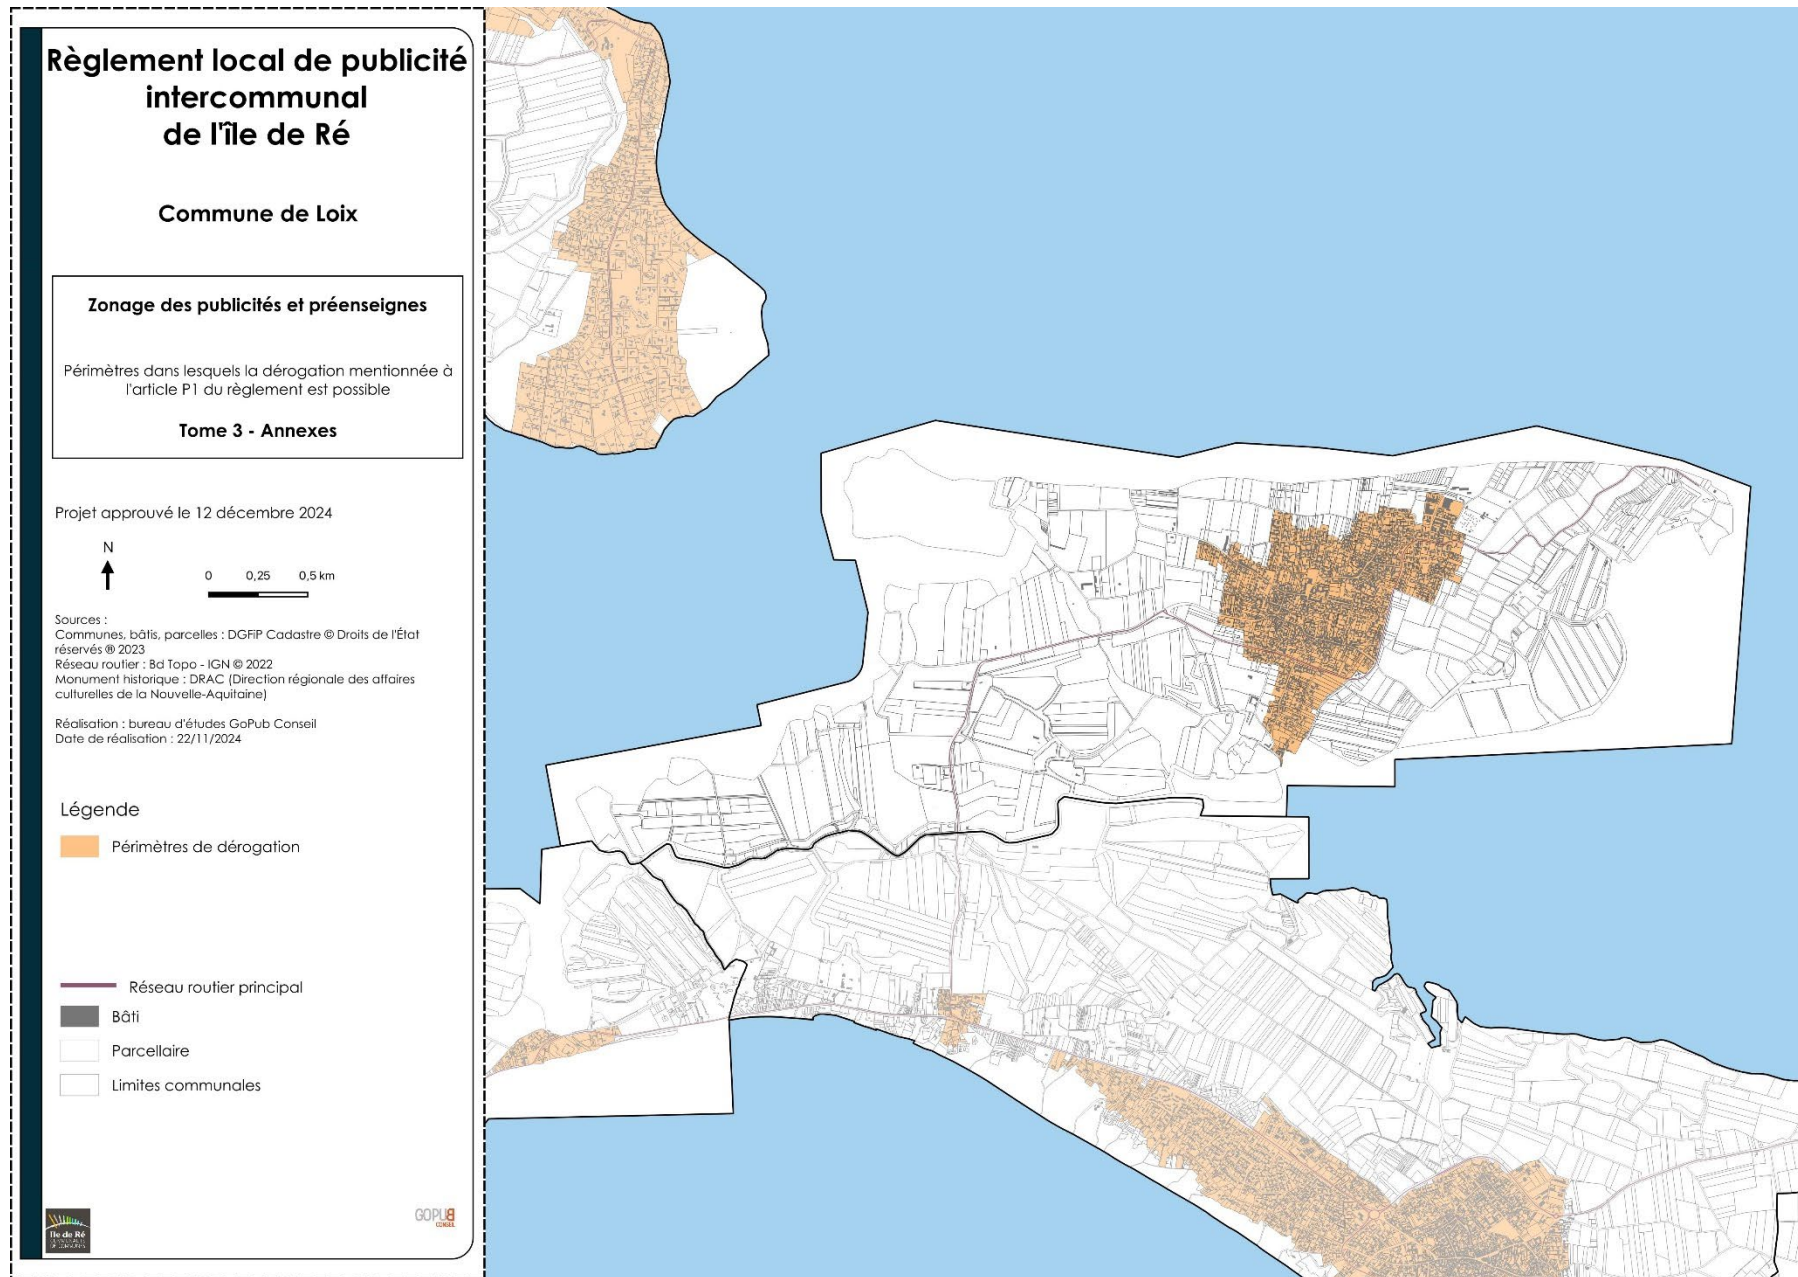 Règlement local de publicité
intercommunal
de l'île de Ré
Commune de Loix
Zonage des publicités et préenseignes
Périmètres dans lesquels la dérogation mentionnée à
l'article P1 du règlement est possible
Tome 3 - Annexes
Projet approuvé le 12 décembre 2024
N
0 0,25 0,5 km
Sources :
Communes, bâtis, parcelles : DGFiP Cadastre © Droits de l'État
réservés ® 2023
Réseau routier : Bd Topo - IGN © 2022
Monument historique : DRAC (Direction régionale des affaires
culturelles de la Nouvelle-Aquitaine)
Réalisation : bureau d'études GoPub Conseil
Date de réalisation : 22/11/2024
Légende
Périmètres de dérogation
Réseau routier principal
Bâti
Parcellaire
Limites communales
Ile de Ré
COMMUNAUTÉ
DE COMMUNES
GOPUB
CONSEIL